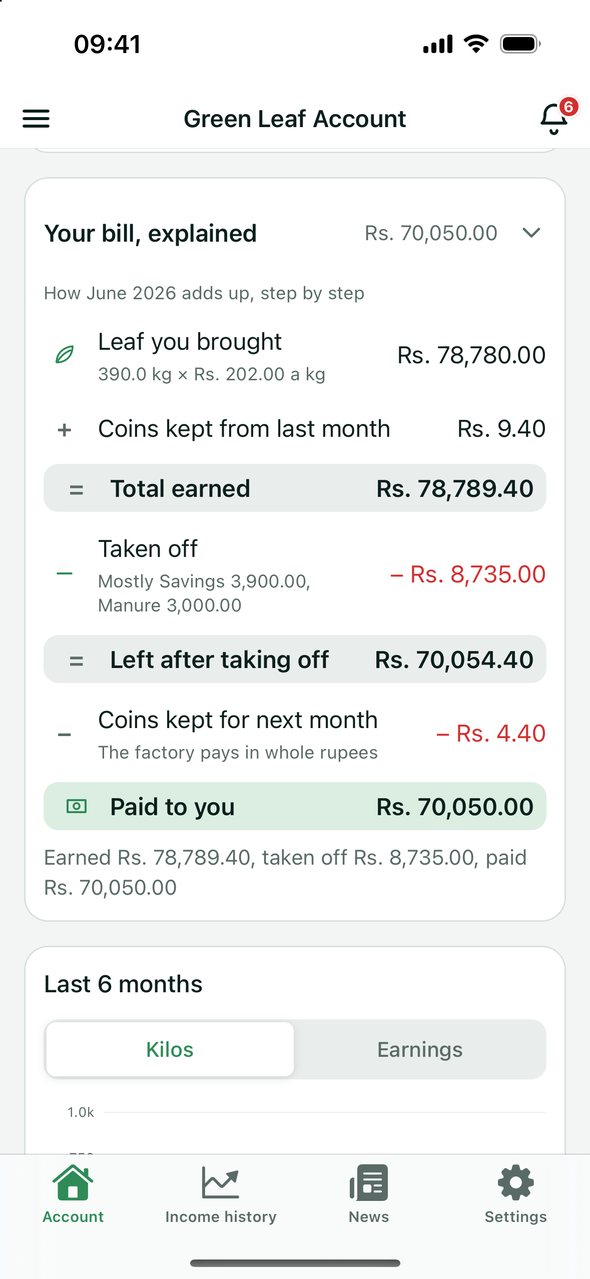 09:41
Green Leaf Account
6
Your bill, explained
Rs. 70,050.00
How June 2026 adds up, step by step
Leaf you brought
390.0 kg × Rs. 202.00 a kg
Rs. 78,780.00
+ Coins kept from last month Rs. 9.40
= Total earned Rs. 78,789.40
– Taken off
Mostly Savings 3,900.00,
Manure 3,000.00
– Rs. 8,735.00
= Left after taking off Rs. 70,054.40
– Coins kept for next month
The factory pays in whole rupees
– Rs. 4.40
Paid to you Rs. 70,050.00
Earned Rs. 78,789.40, taken off Rs. 8,735.00, paid
Rs. 70,050.00
Last 6 months
Kilos Earnings
1.0k
Account Income history News Settings